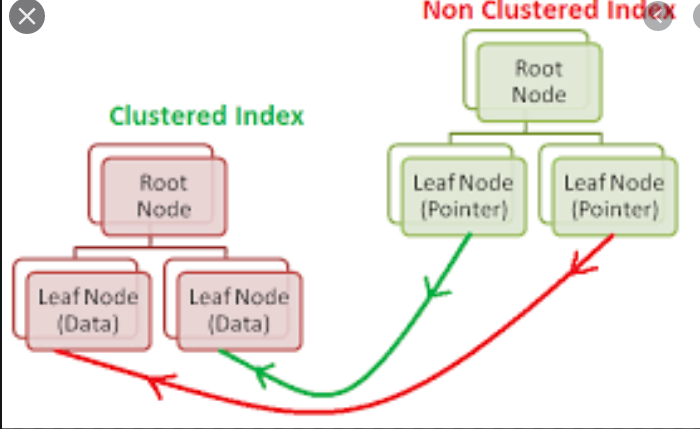 Non Clustered Index
Root
Node
Clustered Index
Leaf Node
(Pointer)
Leaf Node
(Pointer)
Root
Node
Leaf Node
(Data)
Leaf Node
(Data)